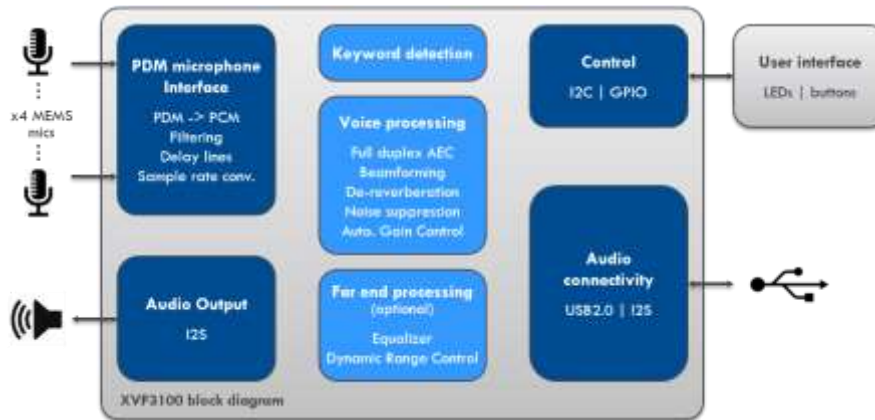 x4 MEMS
mics
PDM microphone
Interface
PDM -> PCM
Filtering
Delay lines
Sample rate conv.
Audio Output
I2S
Keyword detection
Voice processing
Full duplex AEC
Beamforming
De-reverberation
Noise suppression
Auto. Gain Control
Far end processing
(optional)
Equalizer
Dynamic Range Control
Control
I2C | GPIO
Audio
connectivity
USB2.0 | I2S
User interface
LEDs | buttons
XVF3100 block diagram